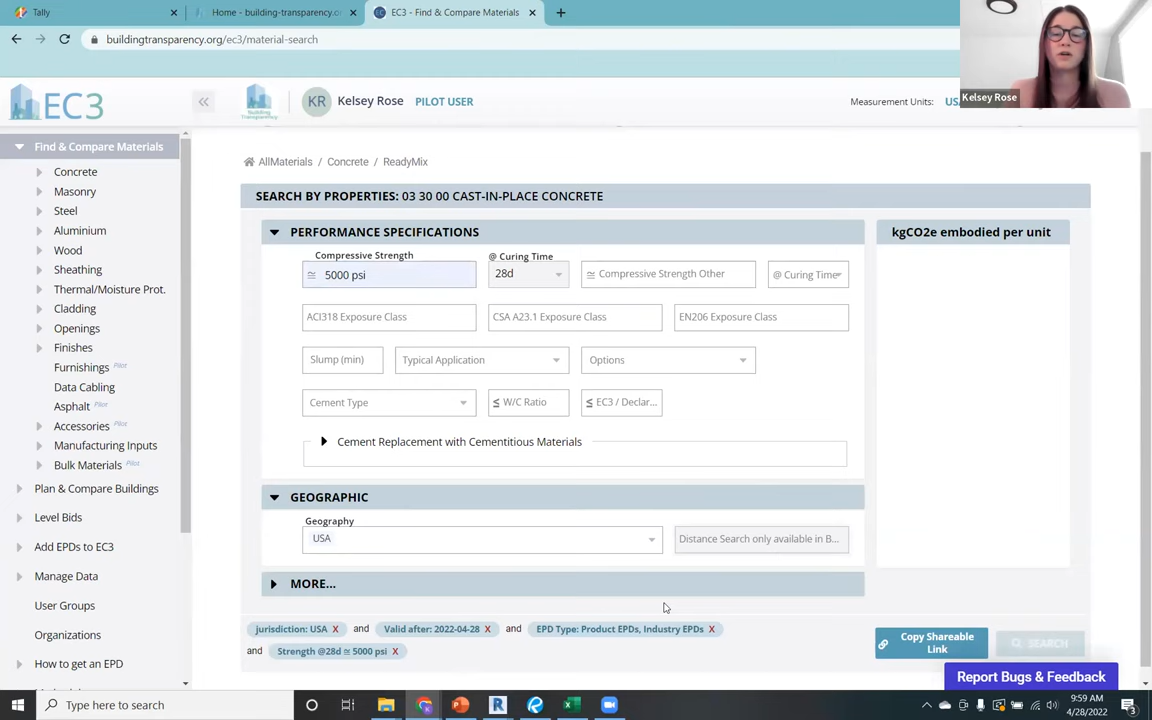 Tally
Home - building-transparency.o
EC3 - Find & Compare Materials
buildingtransparency.org/ec3/material-search
EC3
Building Transparency
KR
Kelsey Rose
PILOT USER
Measurement Units:
Kelsey Rose
Find & Compare Materials
Concrete
Masonry
Steel
Aluminium
Wood
Sheathing
Thermal/Moisture Prot.
Cladding
Openings
Finishes
Furnishings Pilot
Data Cabling
Asphalt Pilot
Accessories Pilot
Manufacturing Inputs
Bulk Materials Pilot
Plan & Compare Buildings
Level Bids
Add EPDs to EC3
Manage Data
User Groups
Organizations
How to get an EPD
AllMaterials / Concrete / ReadyMix
SEARCH BY PROPERTIES: 03 30 00 CAST-IN-PLACE CONCRETE
PERFORMANCE SPECIFICATIONS
kgCO2e embodied per unit
Compressive Strength
@ Curing Time
≅ 5000 psi
28d
≅ Compressive Strength Other
@ Curing Time
ACI318 Exposure Class
CSA A23.1 Exposure Class
EN206 Exposure Class
Slump (min)
Typical Application
Options
Cement Type
≤ W/C Ratio
≤ EC3 / Declar...
Cement Replacement with Cementitious Materials
GEOGRAPHIC
Geography
USA
Distance Search only available in B...
MORE...
jurisdiction: USA X and Valid after: 2022-04-28 X and EPD Type: Product EPDs, Industry EPDs X
and Strength @28d ≅ 5000 psi X
Copy Shareable
Link
SEARCH
Report Bugs & Feedback
Type here to search
9:59 AM
4/28/2022
3